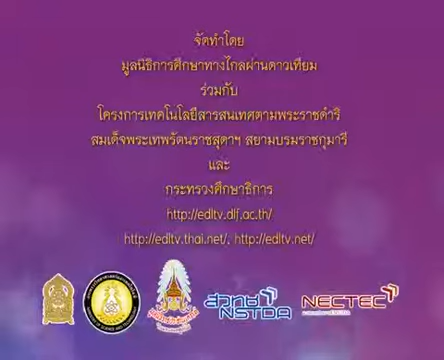 จัดทำโดย
มูลนิธิการศึกษาทางไกลผ่านดาวเทียม
ร่วมกับ
โครงการเทคโนโลยีสารสนเทศตามพระราชดำริ
สมเด็จพระเทพรัตนราชสุดาฯ สยามบรมราชกุมารี
และ
กระทรวงศึกษาธิการ
http://edltv.dlf.ac.th/
http://edltv.thai.net/, http://edltv.net/
สวทช NSTDA
NECTEC